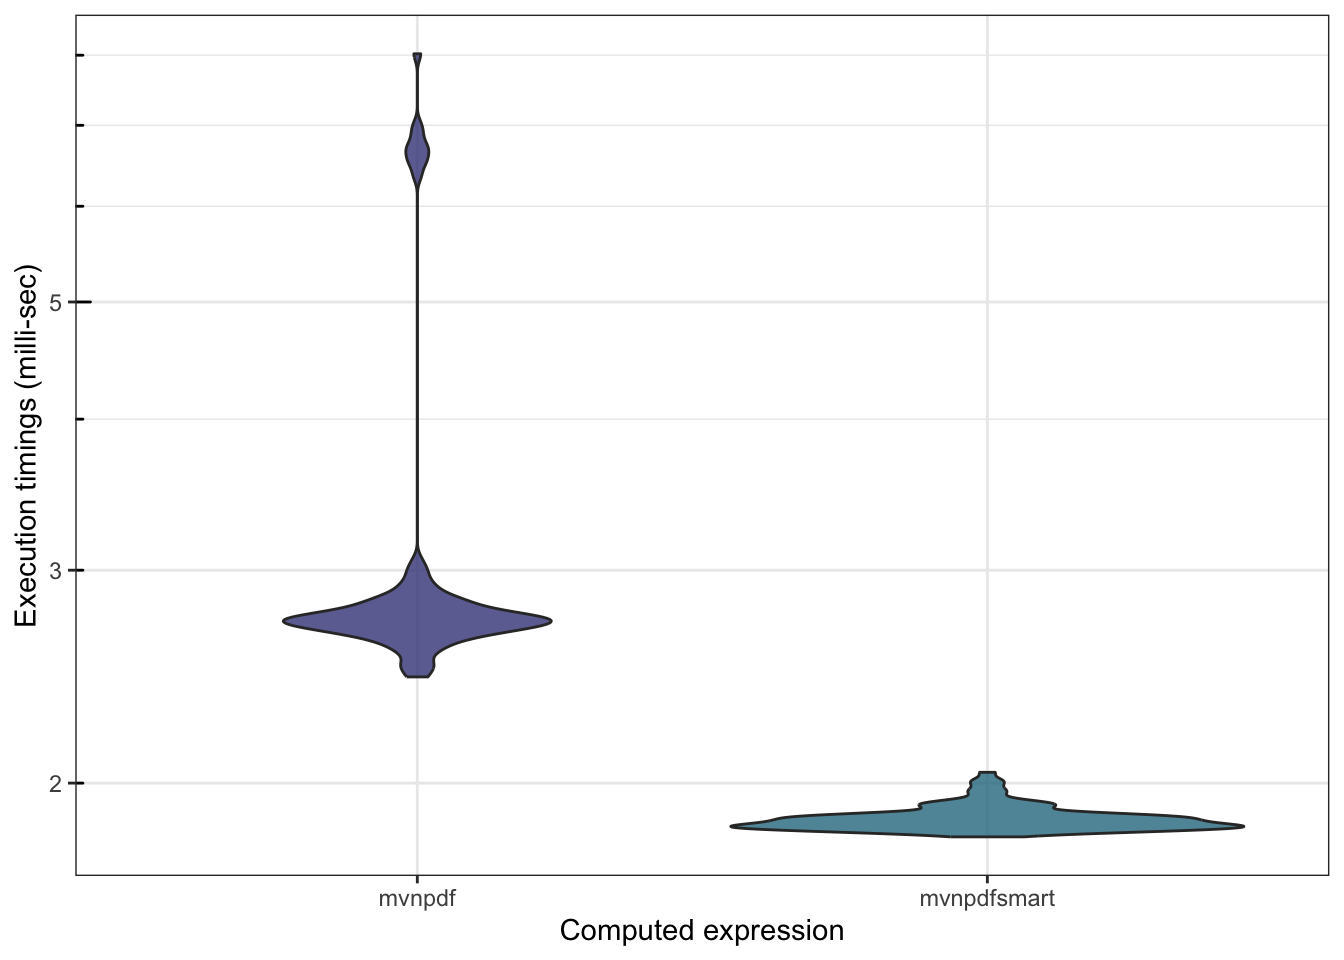 Execution timings (milli-sec)
5
3
2
mvnpdf
mvnpdfsmart
Computed expression